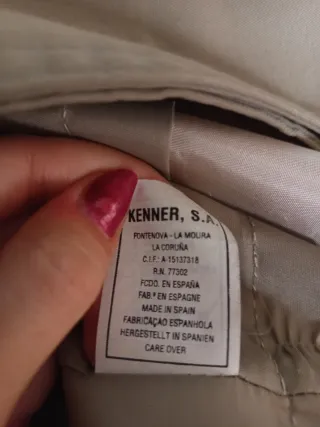 KENNER, S.A.
FONTENOVA - LA MOURA
LA CORUÑA
C.I.F.: A-15137318
R.N. 77302
FCDO. EN ESPAÑA
FAB.ª EN ESPAGNE
MADE IN SPAIN
FABRICAÇAO ESPANHOLA
HERGESTELLT IN SPANIEN
CARE OVER